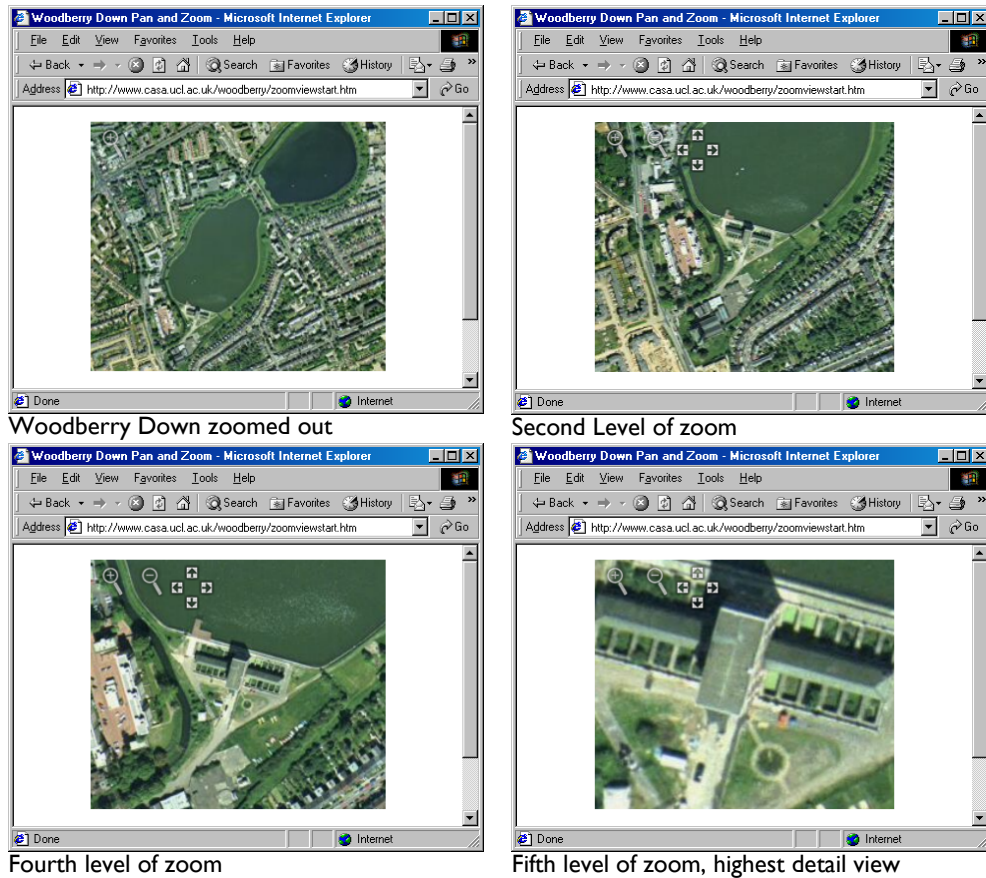 Woodberry Down Pan and Zoom - Microsoft Internet Explorer
File Edit View Favorites Tools Help
Back Search Favorites History »
Address http://www.casa.ucl.ac.uk/woodberry/zoomviewstart.htm Go
Done Internet
Woodberry Down zoomed out
Woodberry Down Pan and Zoom - Microsoft Internet Explorer
File Edit View Favorites Tools Help
Back Search Favorites History »
Address http://www.casa.ucl.ac.uk/woodberry/zoomviewstart.htm Go
Done Internet
Second Level of zoom
Woodberry Down Pan and Zoom - Microsoft Internet Explorer
File Edit View Favorites Tools Help
Back Search Favorites History »
Address http://www.casa.ucl.ac.uk/woodberry/zoomviewstart.htm Go
Done Internet
Fourth level of zoom
Woodberry Down Pan and Zoom - Microsoft Internet Explorer
File Edit View Favorites Tools Help
Back Search Favorites History »
Address http://www.casa.ucl.ac.uk/woodberry/zoomviewstart.htm Go
Done Internet
Fifth level of zoom, highest detail view